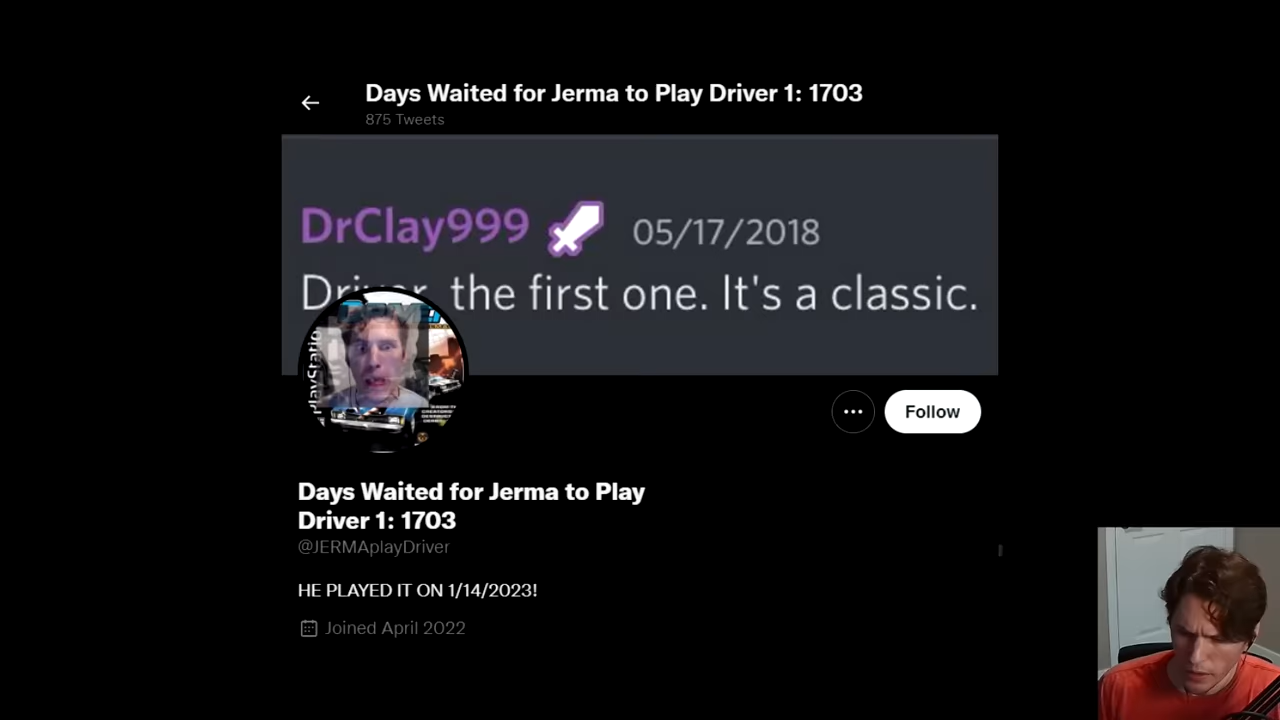 Days Waited for Jerma to Play Driver 1: 1703
875 Tweets
DrClay999 05/17/2018
Driver, the first one. It's a classic.
PlayStation
Follow
Days Waited for Jerma to Play
Driver 1: 1703
@JERMAplayDriver
HE PLAYED IT ON 1/14/2023!
Joined April 2022